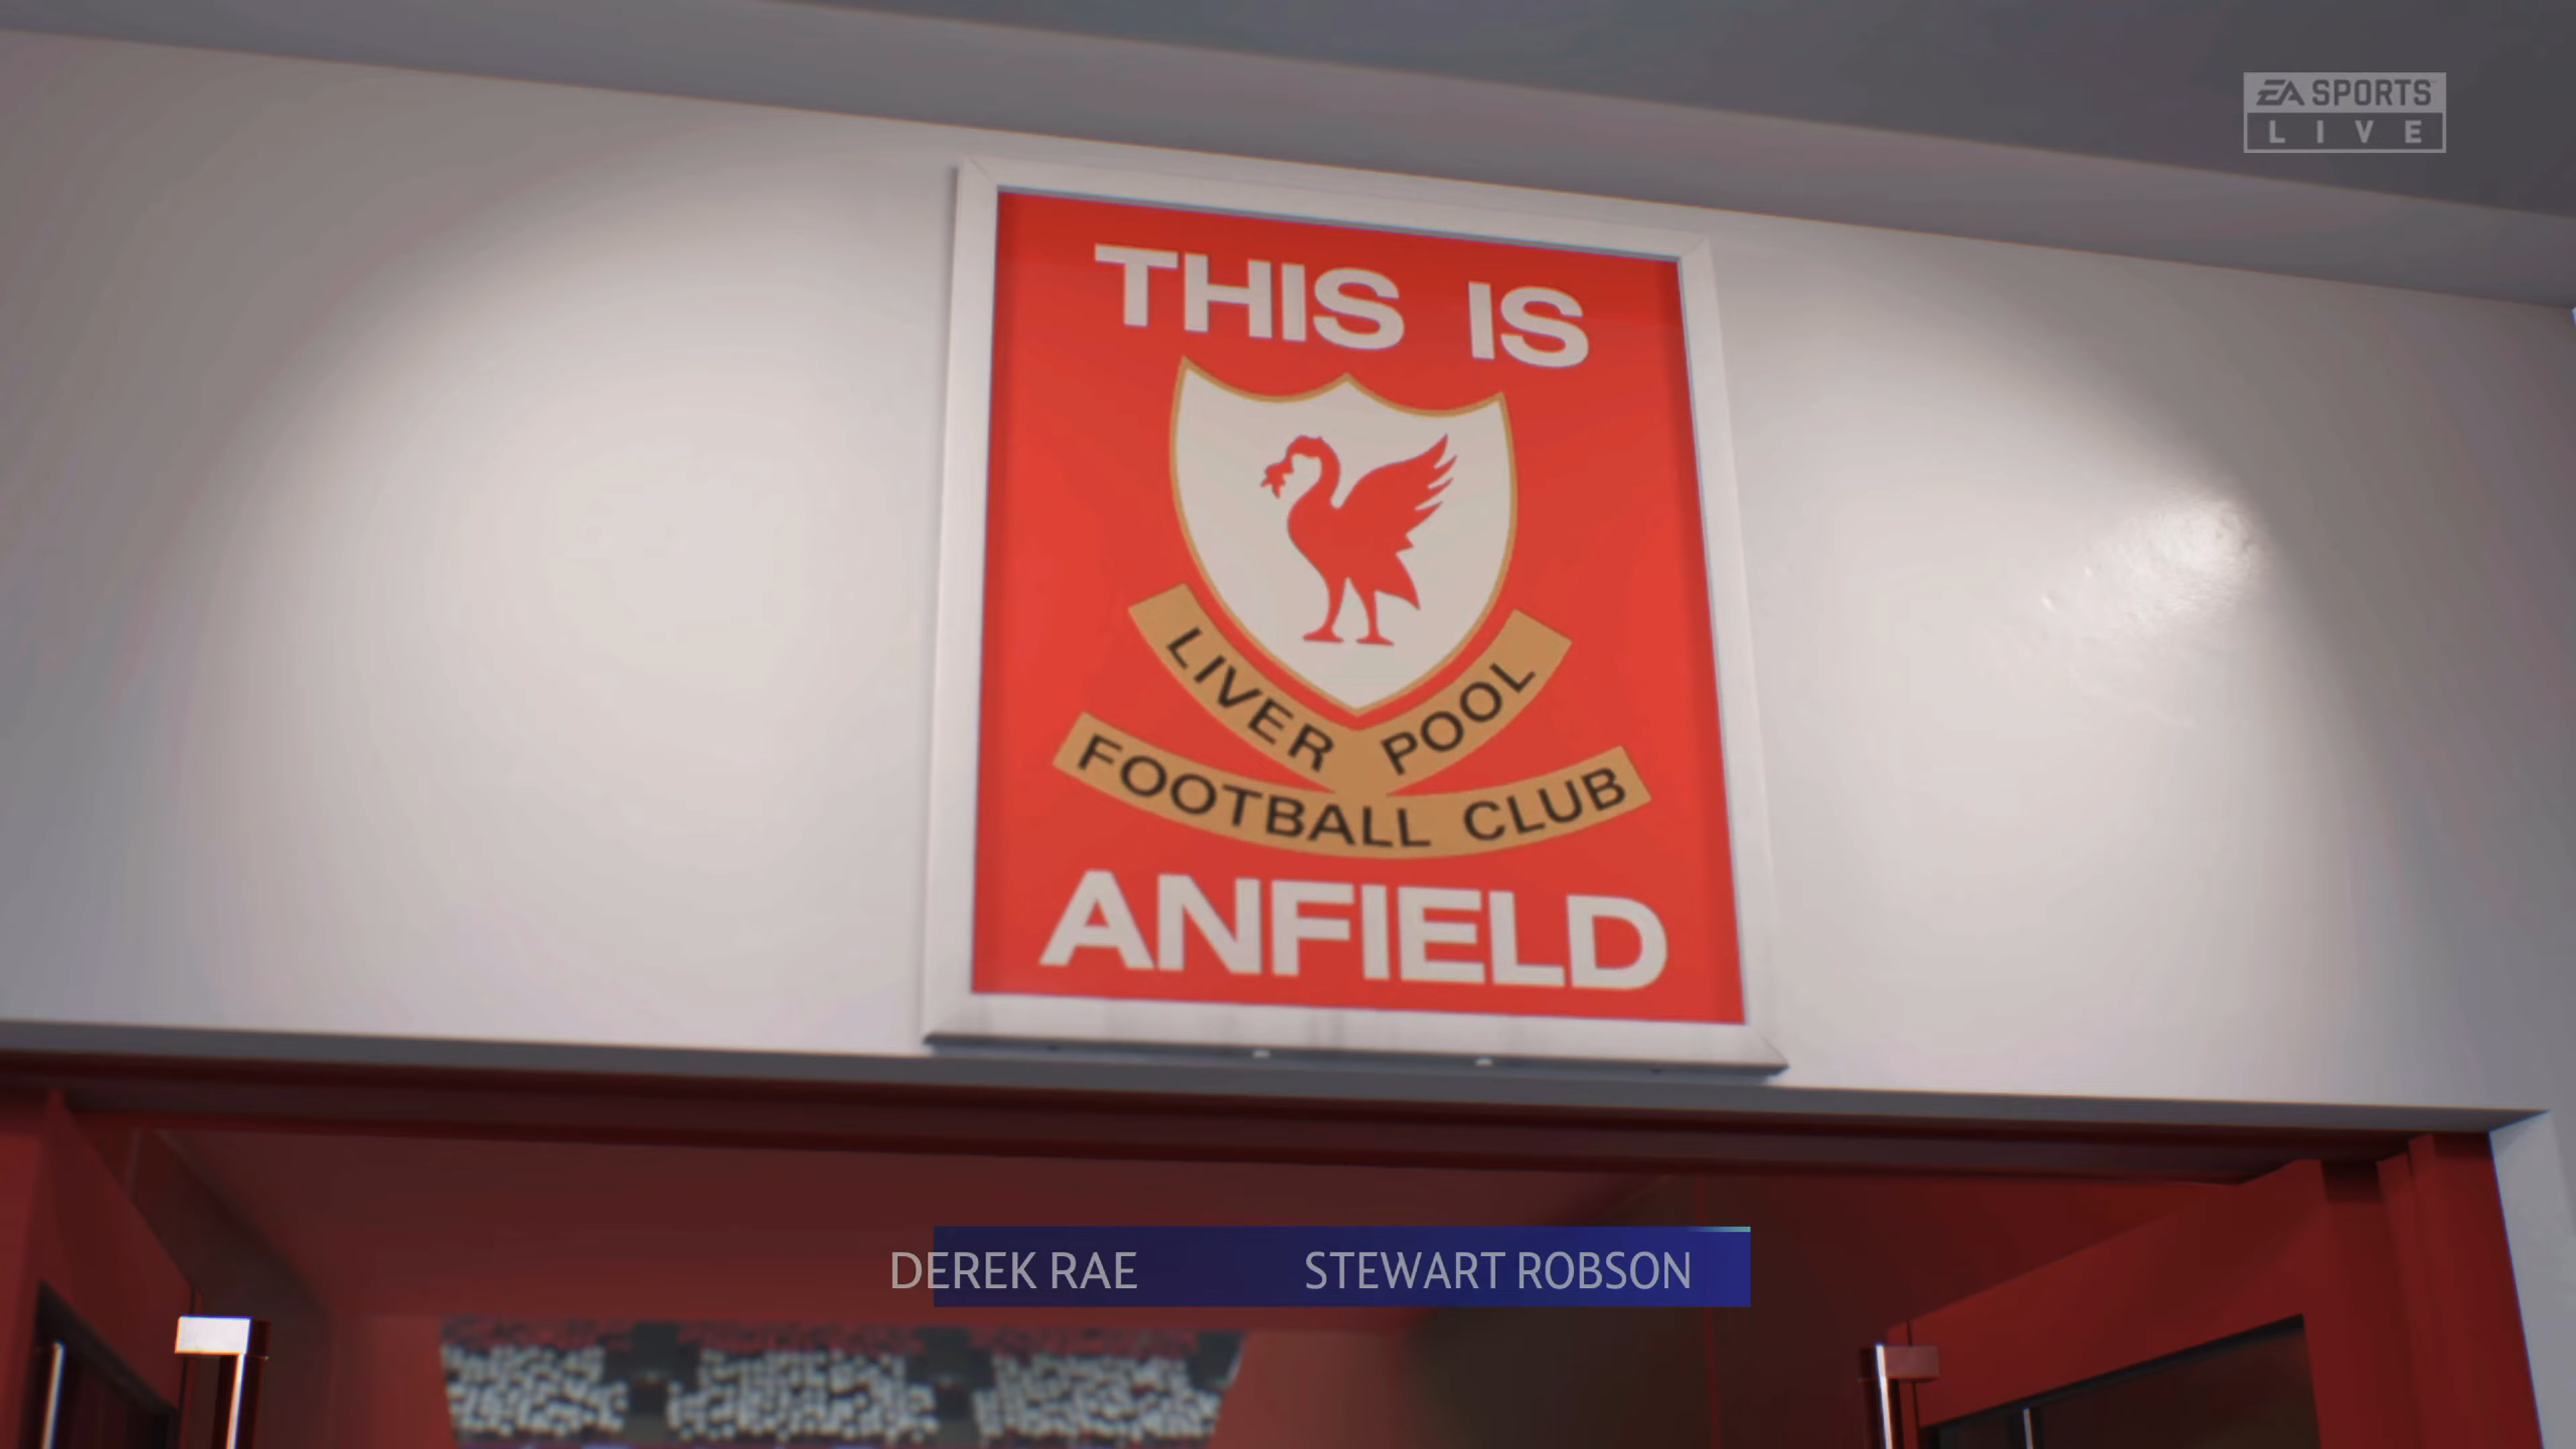 EA SPORTS
LIVE
THIS IS
LIVER POOL
FOOTBALL CLUB
ANFIELD
DEREK RAE STEWART ROBSON